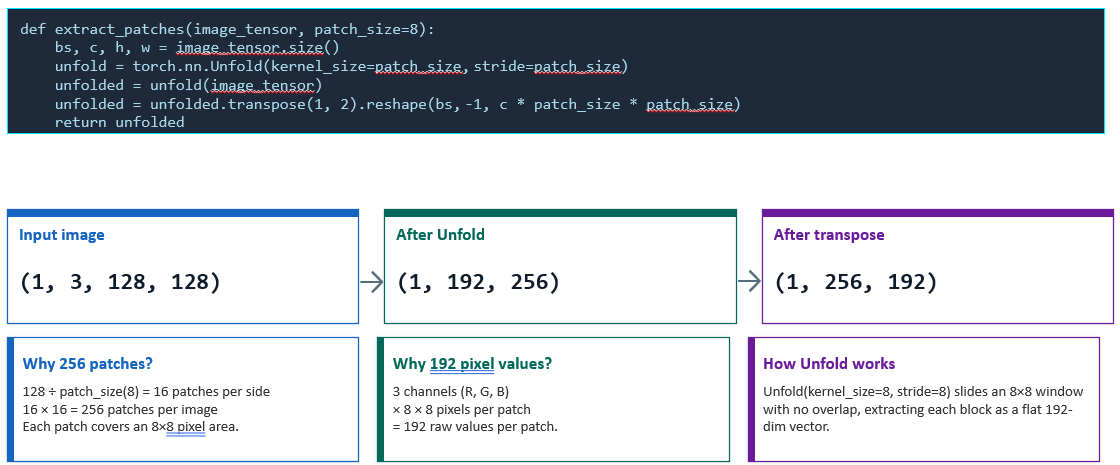 def extract_patches(image_tensor, patch_size=8):
    bs, c, h, w = image_tensor.size()
    unfold = torch.nn.Unfold(kernel_size=patch_size, stride=patch_size)
    unfolded = unfold(image_tensor)
    unfolded = unfolded.transpose(1, 2).reshape(bs, -1, c * patch_size * patch_size)
    return unfolded
Input image
(1, 3, 128, 128)
After Unfold
(1, 192, 256)
After transpose
(1, 256, 192)
Why 256 patches?
128 ÷ patch_size(8) = 16 patches per side
16 × 16 = 256 patches per image
Each patch covers an 8×8 pixel area.
Why 192 pixel values?
3 channels (R, G, B)
× 8 × 8 pixels per patch
= 192 raw values per patch.
How Unfold works
Unfold(kernel_size=8, stride=8) slides an 8×8 window
with no overlap, extracting each block as a flat 192-
dim vector.